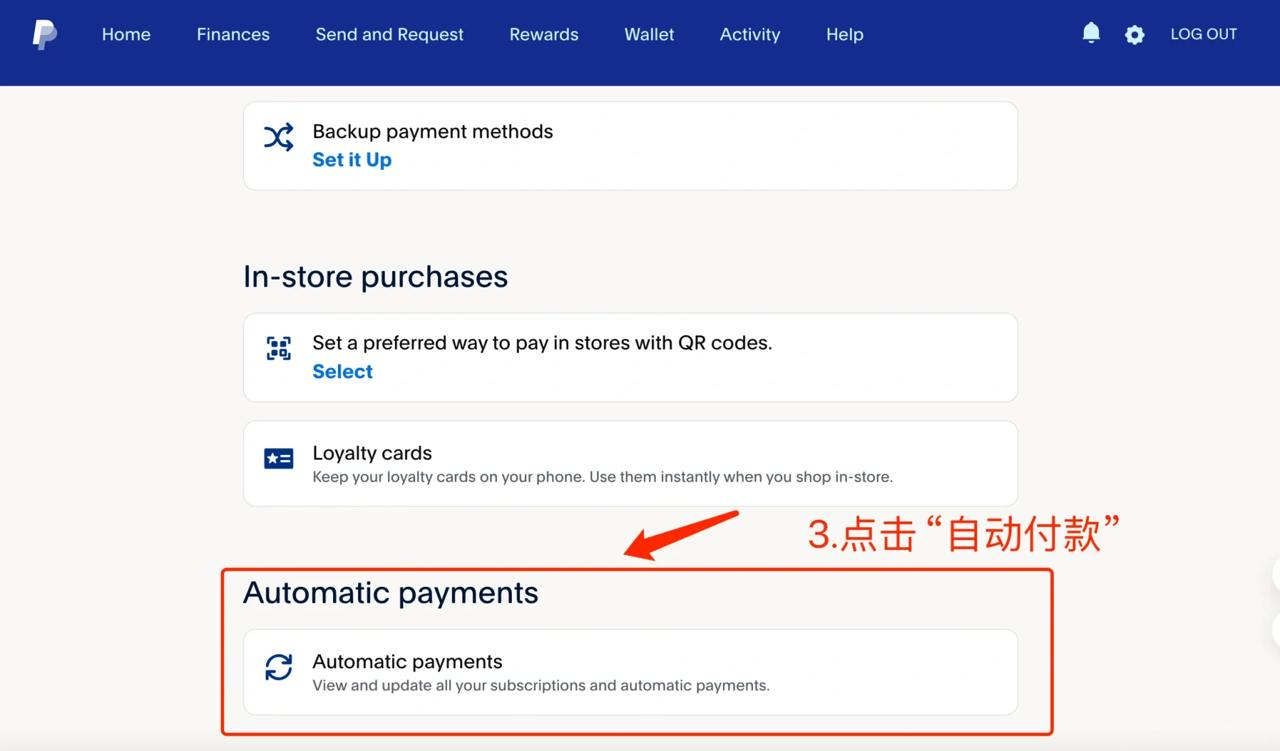 Home Finances Send and Request Rewards Wallet Activity Help LOG OUT
Backup payment methods
Set it Up
In-store purchases
Set a preferred way to pay in stores with QR codes.
Select
Loyalty cards
Keep your loyalty cards on your phone. Use them instantly when you shop in-store.
3.点击“自动付款”
Automatic payments
Automatic payments
View and update all your subscriptions and automatic payments.